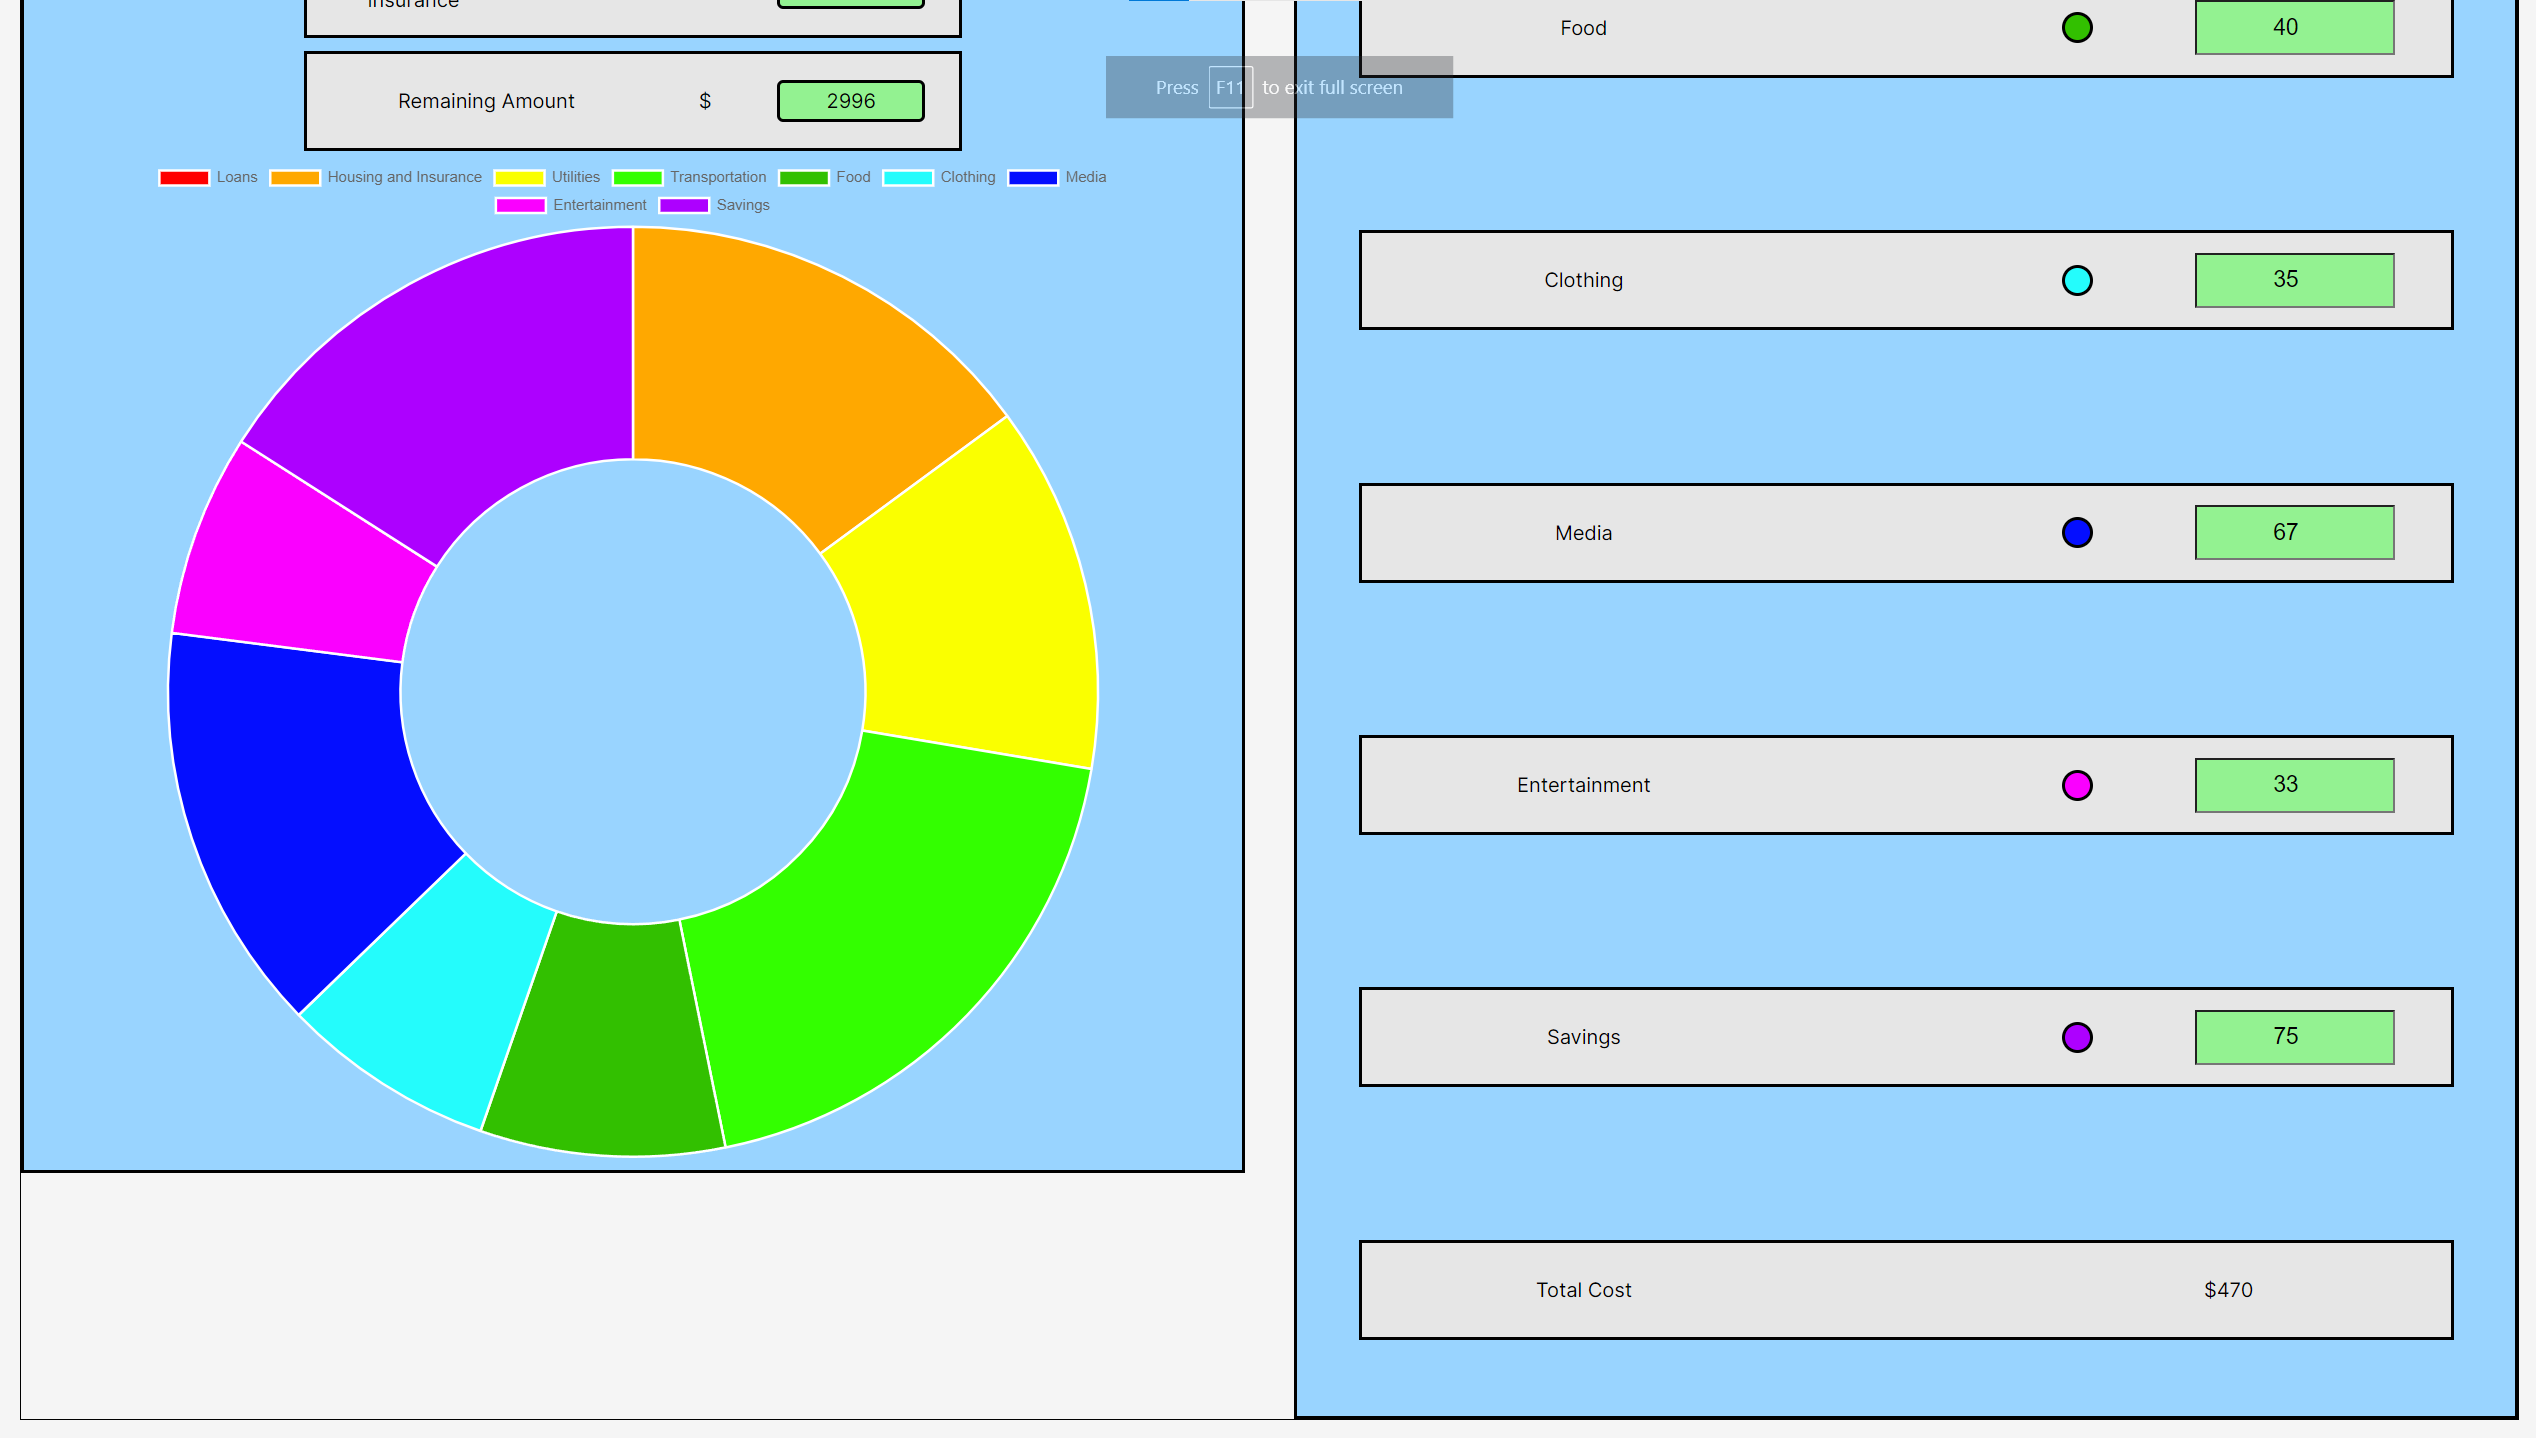 Insurance
Remaining Amount $ 2996
Loans Housing and Insurance Utilities Transportation Food Clothing Media
Entertainment Savings
Press F11 to exit full screen
Food 40
Clothing 35
Media 67
Entertainment 33
Savings 75
Total Cost $470